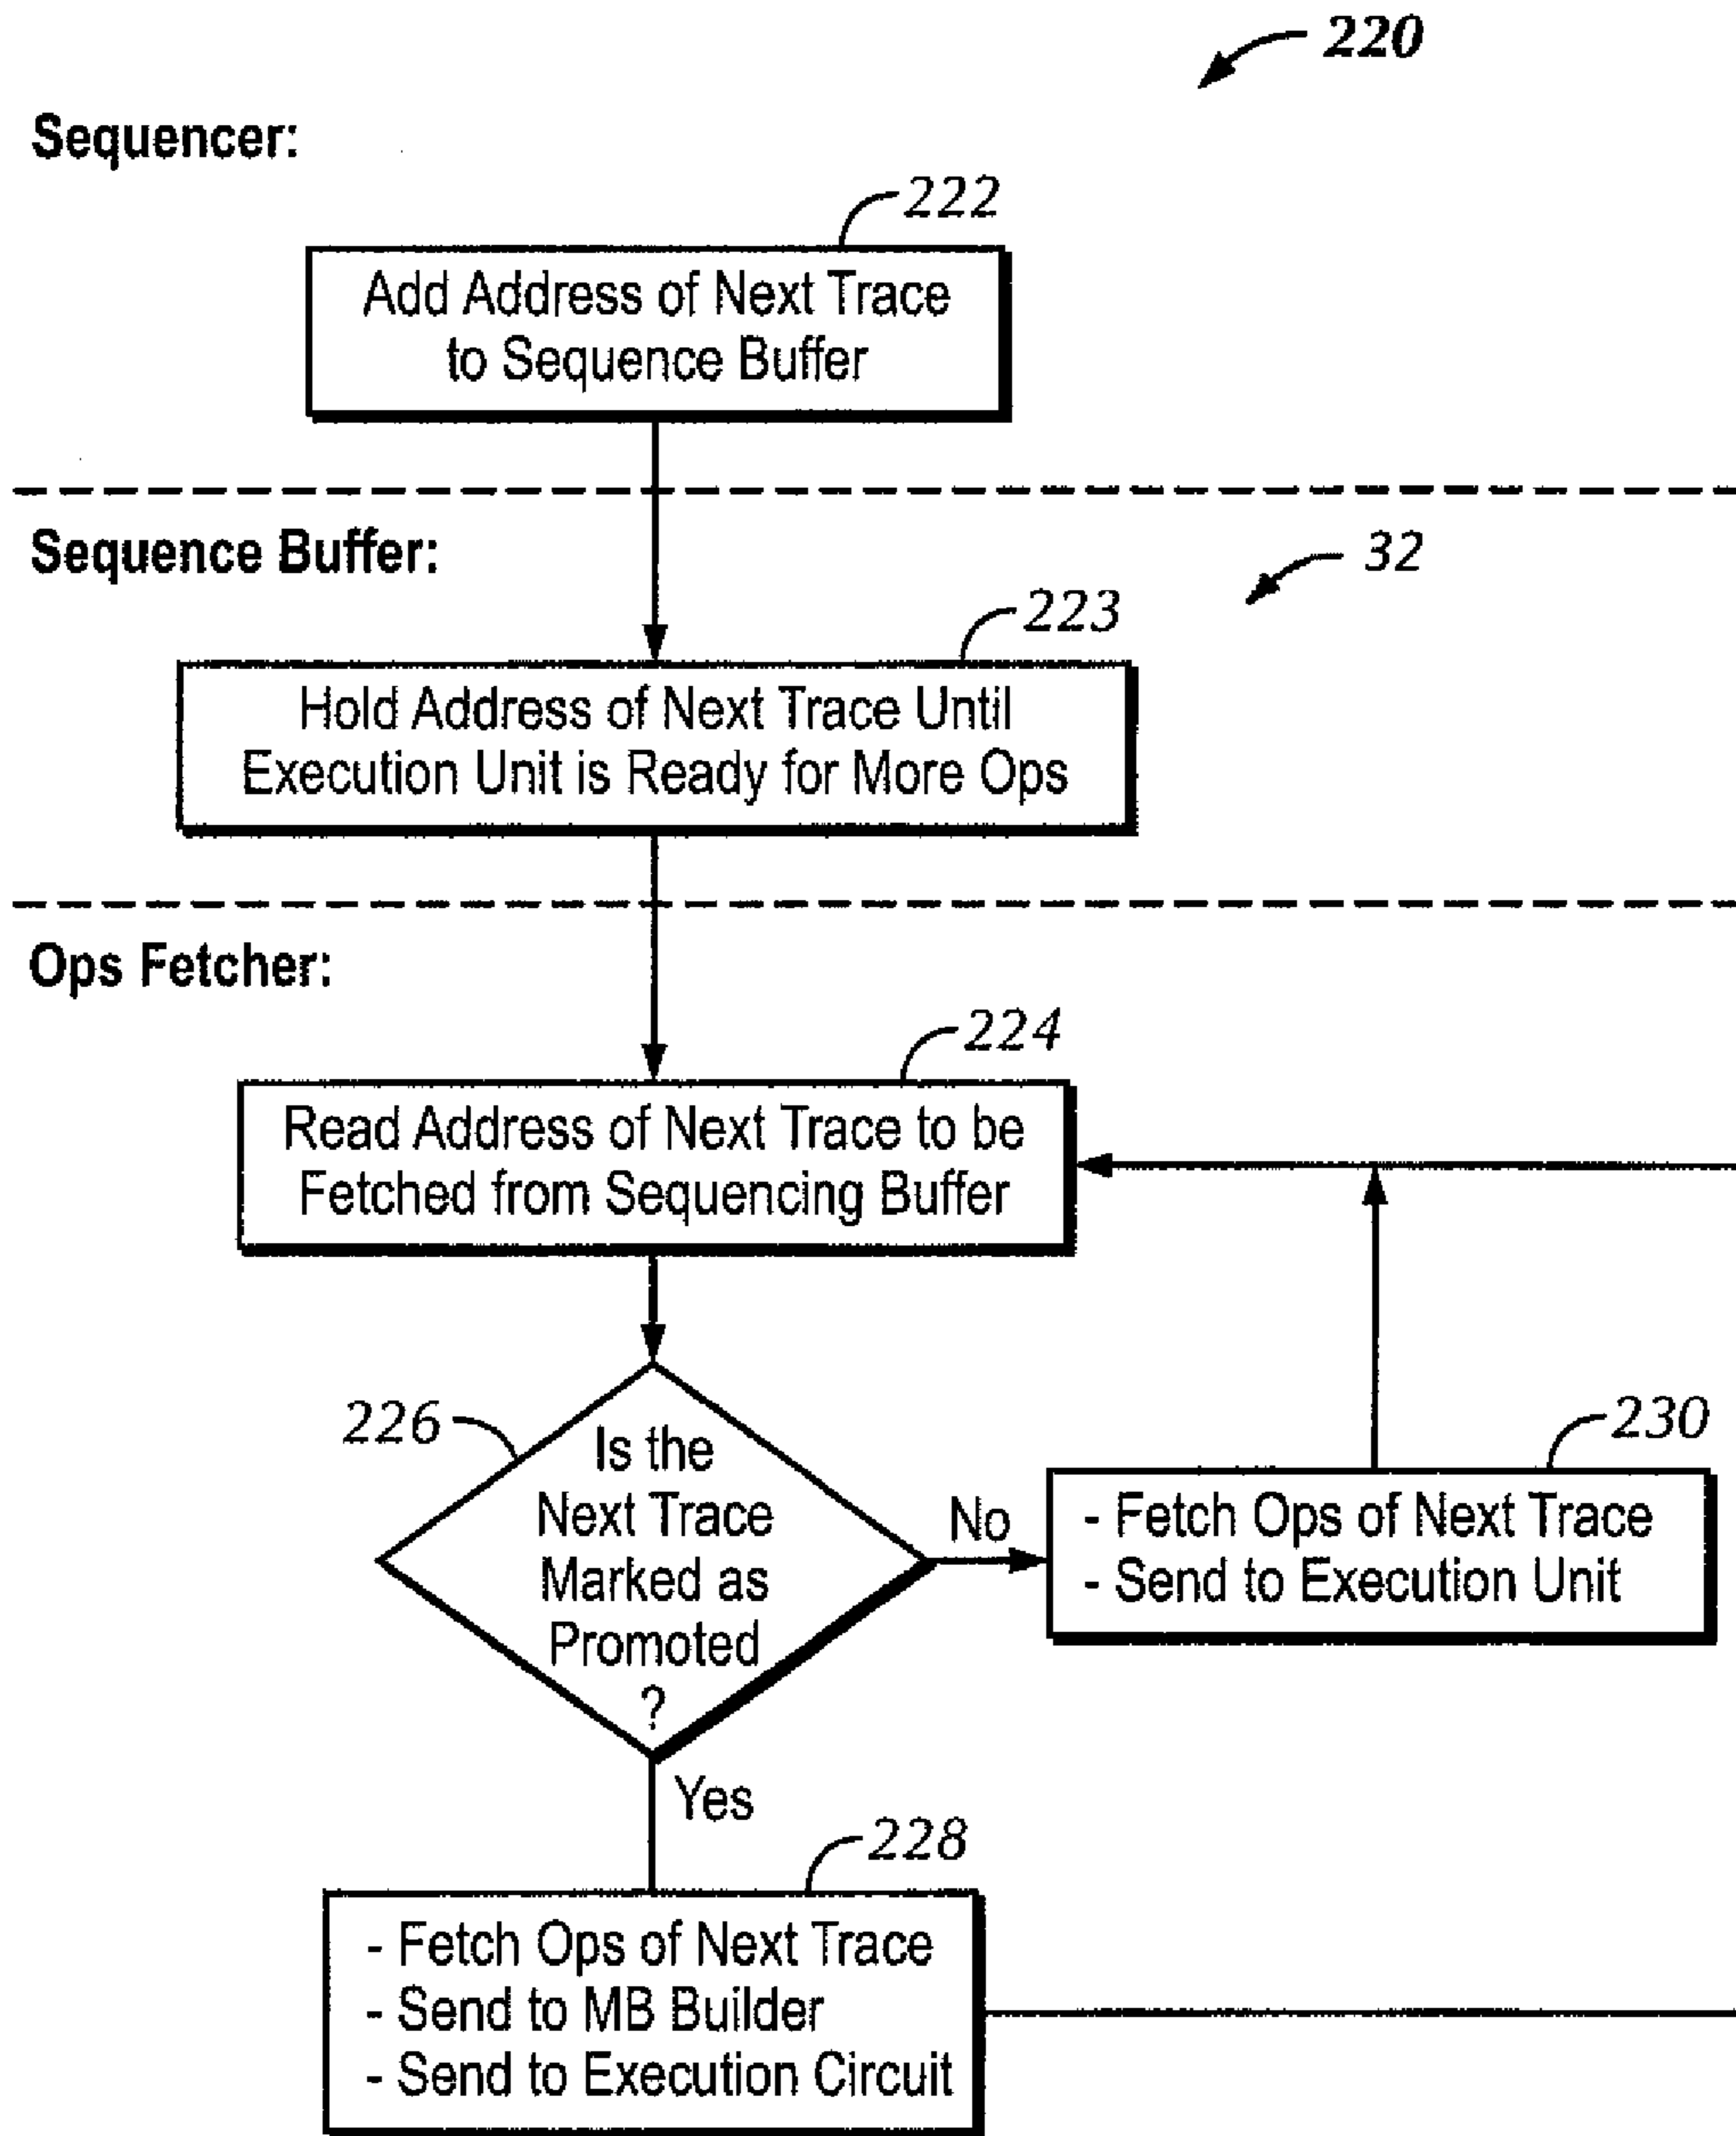 220
Sequencer:
222
Add Address of Next Trace
to Sequence Buffer
Sequence Buffer:
32
223
Hold Address of Next Trace Until
Execution Unit is Ready for More Ops
Ops Fetcher:
224
Read Address of Next Trace to be
Fetched from Sequencing Buffer
226
Is the
Next Trace
Marked as
Promoted
?
No
230
- Fetch Ops of Next Trace
- Send to Execution Unit
Yes
228
- Fetch Ops of Next Trace
- Send to MB Builder
- Send to Execution Circuit